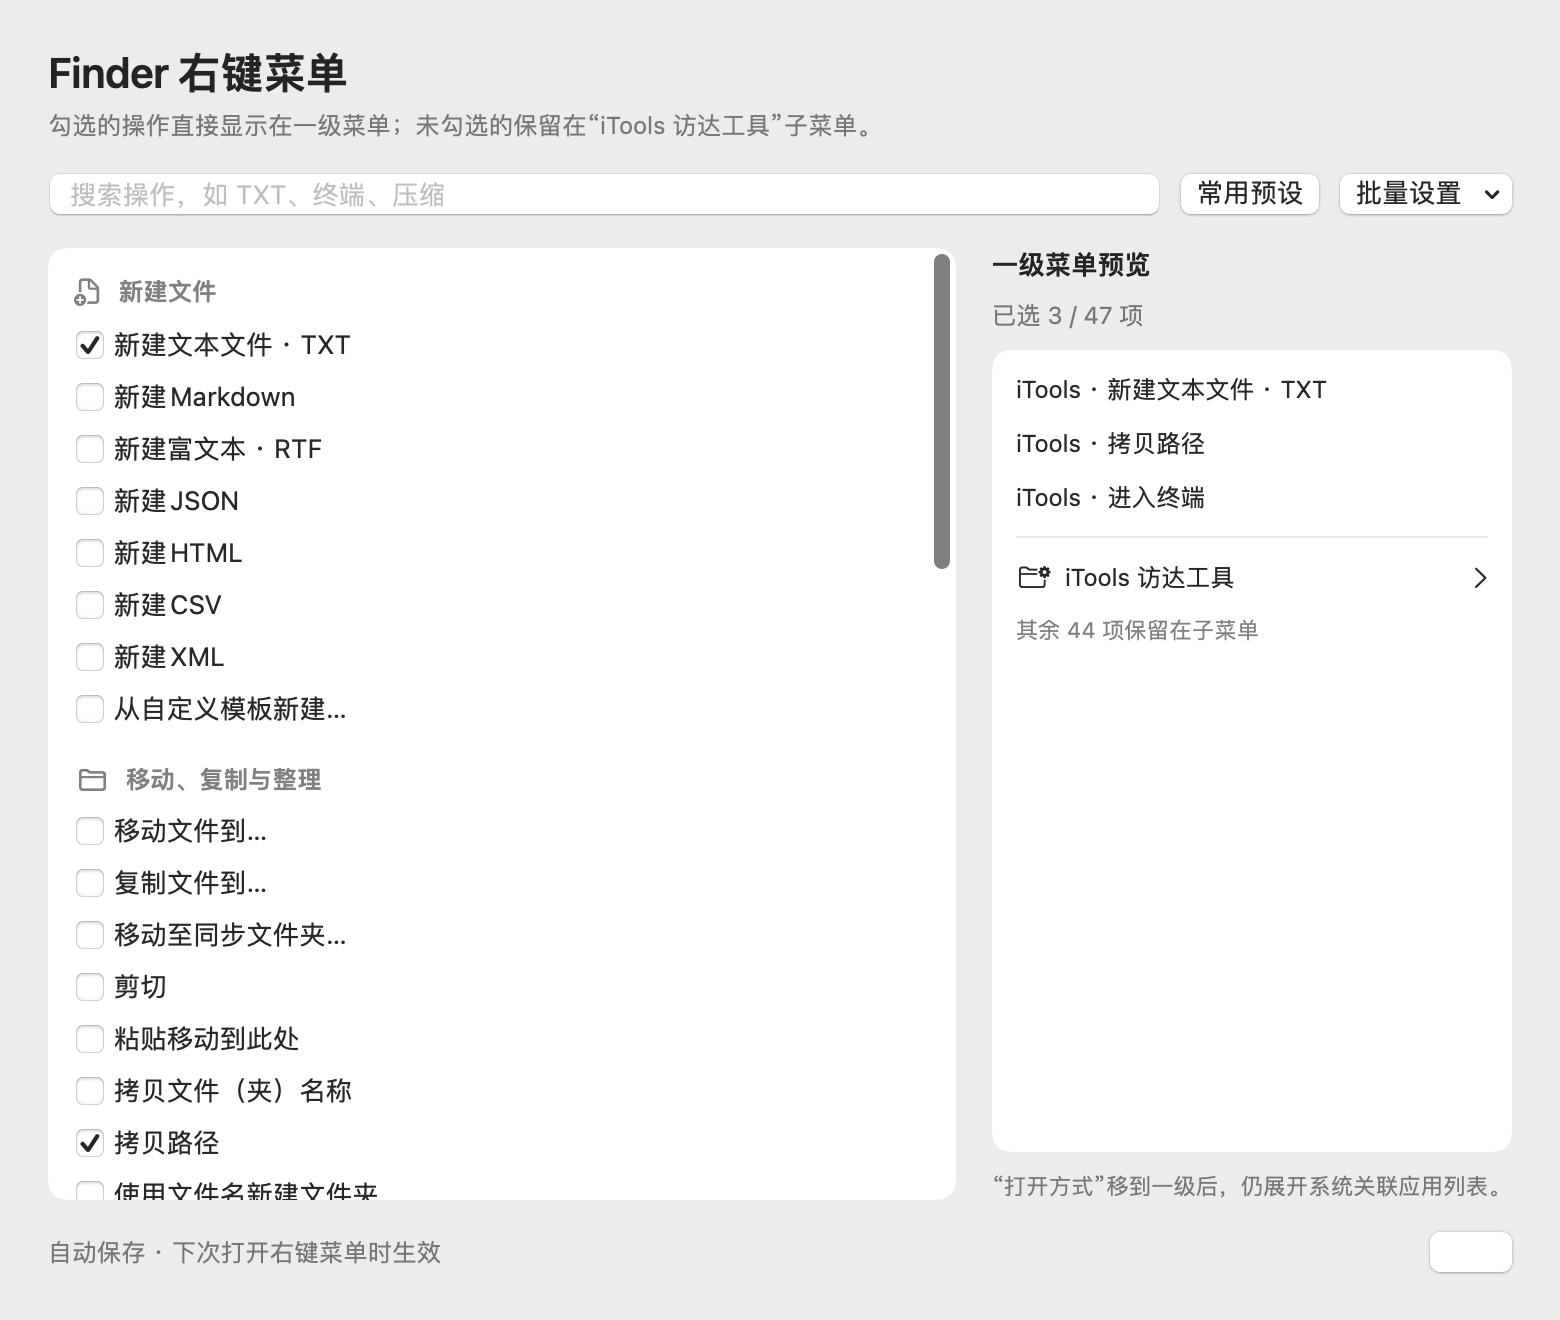 Finder 右键菜单
勾选的操作直接显示在一级菜单；未勾选的保留在“iTools 访达工具”子菜单。
搜索操作，如 TXT、终端、压缩
常用预设
批量设置
新建文件
新建文本文件 · TXT
新建 Markdown
新建富文本 · RTF
新建 JSON
新建 HTML
新建 CSV
新建 XML
从自定义模板新建...
移动、复制与整理
移动文件到...
复制文件到...
移动至同步文件夹...
剪切
粘贴移动到此处
拷贝文件（夹）名称
拷贝路径
使用文件名新建文件夹
一级菜单预览
已选 3 / 47 项
iTools · 新建文本文件 · TXT
iTools · 拷贝路径
iTools · 进入终端
iTools 访达工具
其余 44 项保留在子菜单
“打开方式”移到一级后，仍展开系统关联应用列表。
自动保存 · 下次打开右键菜单时生效